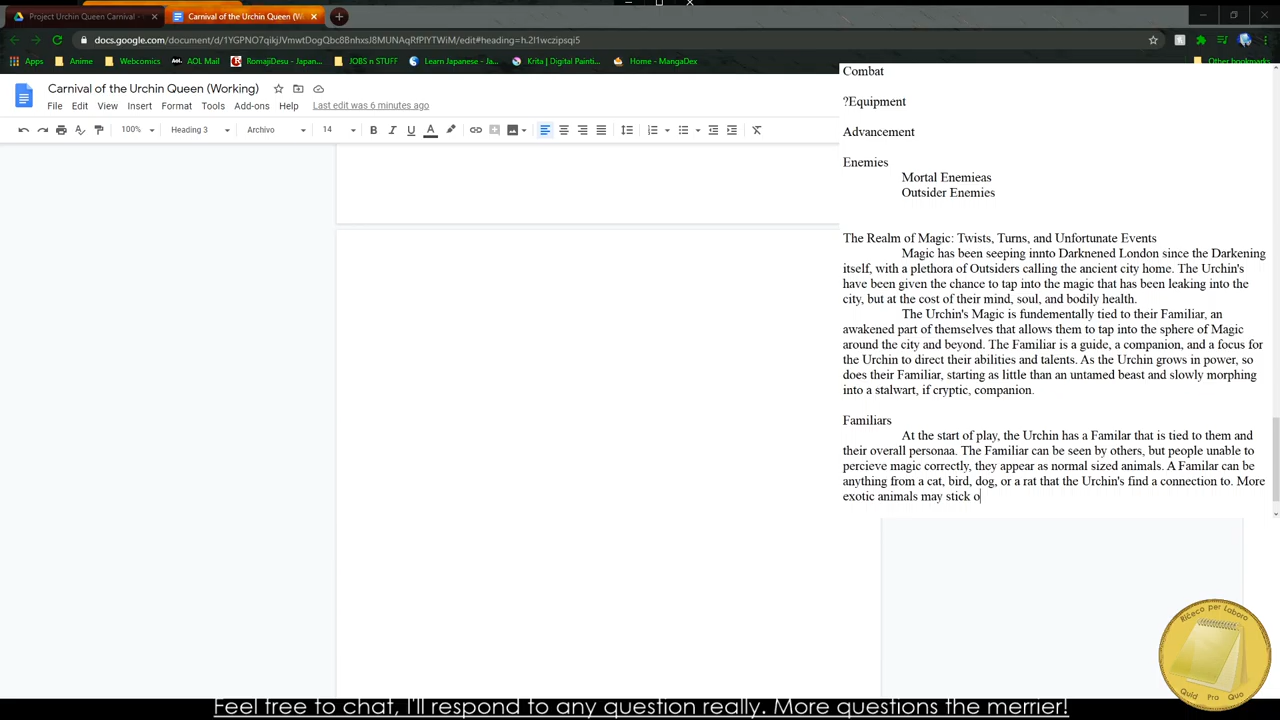 Project Urchin Queen Carnival -
Carnival of the Urchin Queen (W
docs.google.com/document/d/1YGPNO7qikjJVmwtDogQbc8BnhxsJ8MUNAqRfPIYTWiM/edit#heading=h.2l1wczipsqi5
Apps Anime Webcomics AOL Mail RomajiDesu - Japan... JOBS n STUFF Learn Japanese - Ja... Krita | Digital Painti... Home - MangaDex Other bookmarks
Carnival of the Urchin Queen (Working)
File Edit View Insert Format Tools Add-ons Help Last edit was 6 minutes ago
100% Heading 3 Archivo 14 B I U A
Combat
?Equipment
Advancement
Enemies
Mortal Enemieas
Outsider Enemies
The Realm of Magic: Twists, Turns, and Unfortunate Events
Magic has been seeping innto Darknened London since the Darkening
itself, with a plethora of Outsiders calling the ancient city home. The Urchin's
have been given the chance to tap into the magic that has been leaking into the
city, but at the cost of their mind, soul, and bodily health.
The Urchin's Magic is fundementally tied to their Familiar, an
awakened part of themselves that allows them to tap into the sphere of Magic
around the city and beyond. The Familiar is a guide, a companion, and a focus for
the Urchin to direct their abilities and talents. As the Urchin grows in power, so
does their Familiar, starting as little than an untamed beast and slowly morphing
into a stalwart, if cryptic, companion.
Familiars
At the start of play, the Urchin has a Familar that is tied to them and
their overall personaa. The Familiar can be seen by others, but people unable to
percieve magic correctly, they appear as normal sized animals. A Familar can be
anything from a cat, bird, dog, or a rat that the Urchin's find a connection to. More
exotic animals may stick o
Riĉeco per Laboro
Quid Pro Quo
Feel free to chat, I'll respond to any question really. More questions the merrier!